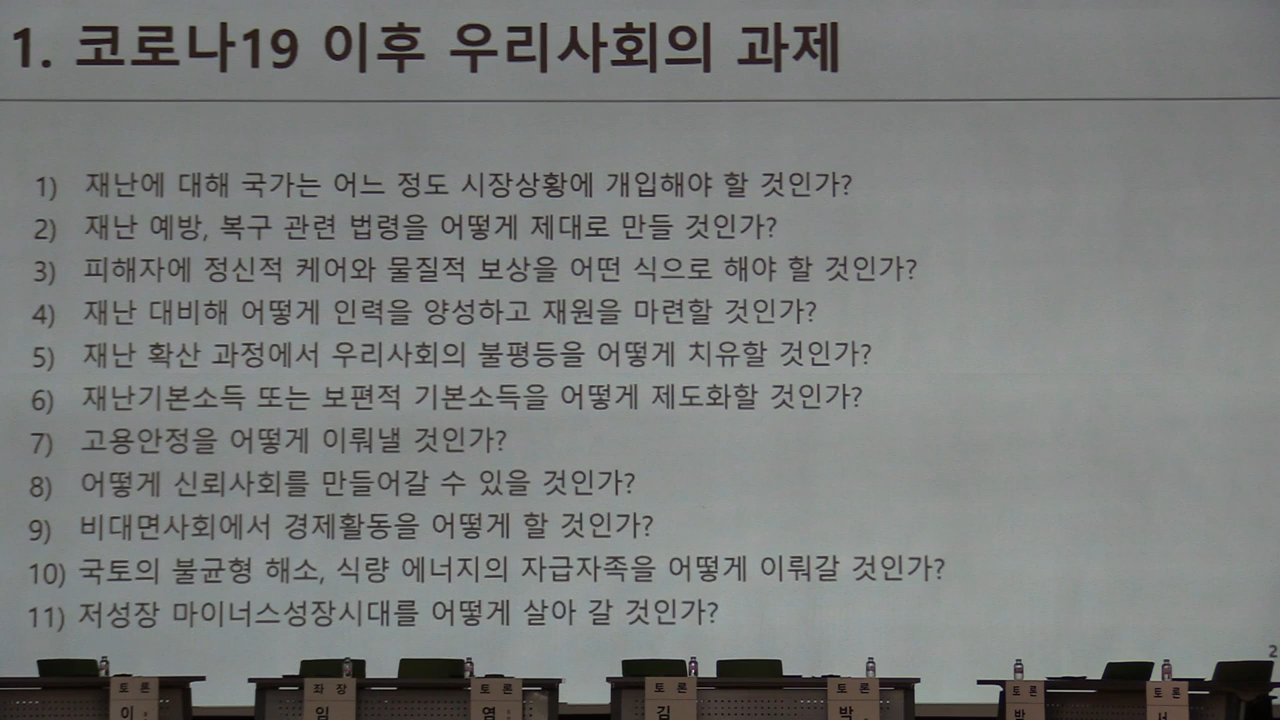 1. 코로나19 이후 우리사회의 과제
1) 재난에 대해 국가는 어느 정도 시장상황에 개입해야 할 것인가?
2) 재난 예방, 복구 관련 법령을 어떻게 제대로 만들 것인가?
3) 피해자에 정신적 케어와 물질적 보상을 어떤 식으로 해야 할 것인가?
4) 재난 대비해 어떻게 인력을 양성하고 재원을 마련할 것인가?
5) 재난 확산 과정에서 우리사회의 불평등을 어떻게 치유할 것인가?
6) 재난기본소득 또는 보편적 기본소득을 어떻게 제도화할 것인가?
7) 고용안정을 어떻게 이뤄낼 것인가?
8) 어떻게 신뢰사회를 만들어갈 수 있을 것인가?
9) 비대면사회에서 경제활동을 어떻게 할 것인가?
10) 국토의 불균형 해소, 식량 에너지의 자급자족을 어떻게 이뤄갈 것인가?
11) 저성장 마이너스성장시대를 어떻게 살아 갈 것인가?
2
토론
이
좌장
임
토론
토론
김
토론
박
토론
토론